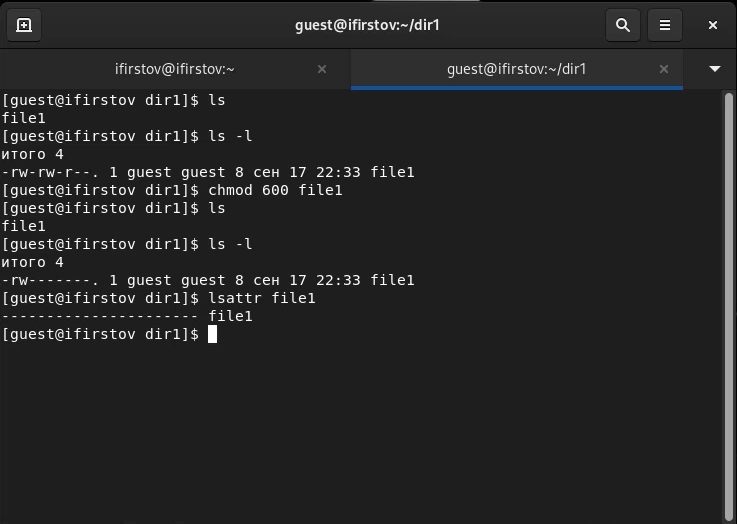 guest@ifirstov:~/dir1
ifirstov@ifirstov:~
guest@ifirstov:~/dir1
[guest@ifirstov dir1]$ ls
file1
[guest@ifirstov dir1]$ ls -l
итого 4
-rw-rw-r--. 1 guest guest 8 сен 17 22:33 file1
[guest@ifirstov dir1]$ chmod 600 file1
[guest@ifirstov dir1]$ ls
file1
[guest@ifirstov dir1]$ ls -l
итого 4
-rw-------. 1 guest guest 8 сен 17 22:33 file1
[guest@ifirstov dir1]$ lsattr file1
---------------------- file1
[guest@ifirstov dir1]$